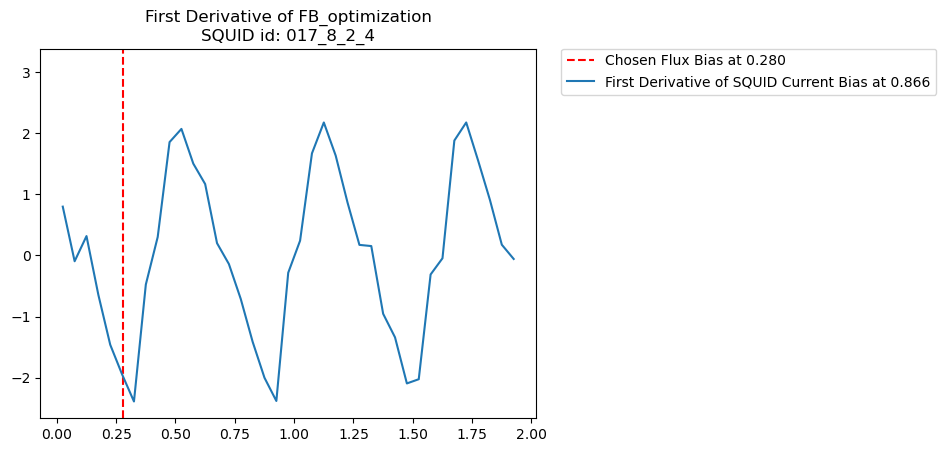 First Derivative of FB_optimization
SQUID id: 017_8_2_4
3
2
1
0
−1
−2
0.00 0.25 0.50 0.75 1.00 1.25 1.50 1.75 2.00
Chosen Flux Bias at 0.280
First Derivative of SQUID Current Bias at 0.866